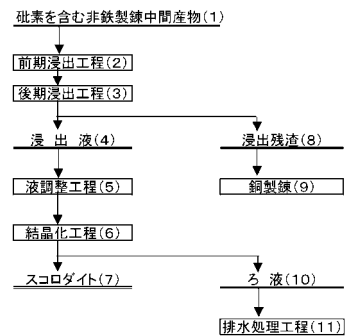 砒素を含む非鉄製錬中間産物(1)
前期浸出工程(2)
後期浸出工程(3)
浸 出 液(4)
浸出残渣(8)
液調整工程(5)
銅製錬(9)
結晶化工程(6)
スコロダイト(7)
ろ 液(10)
排水処理工程(11)